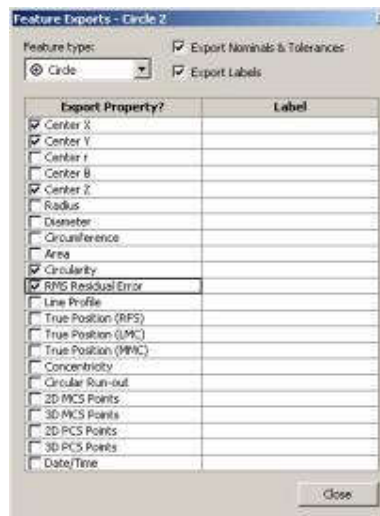 Feature Exports - Circle 2
Feature type:
Export Nominals & Tolerances
Circle
Export Labels
Export Property?
Label
Center X
Center Y
Center r
Center θ
Center Z
Radius
Diameter
Circumference
Area
Circularity
RMS Residual Error
Line Profile
True Position (RFS)
True Position (LMC)
True Position (MMC)
Concentricity
Circular Run-out
2D MCS Points
3D MCS Points
2D PCS Points
3D PCS Points
Date/Time
Close